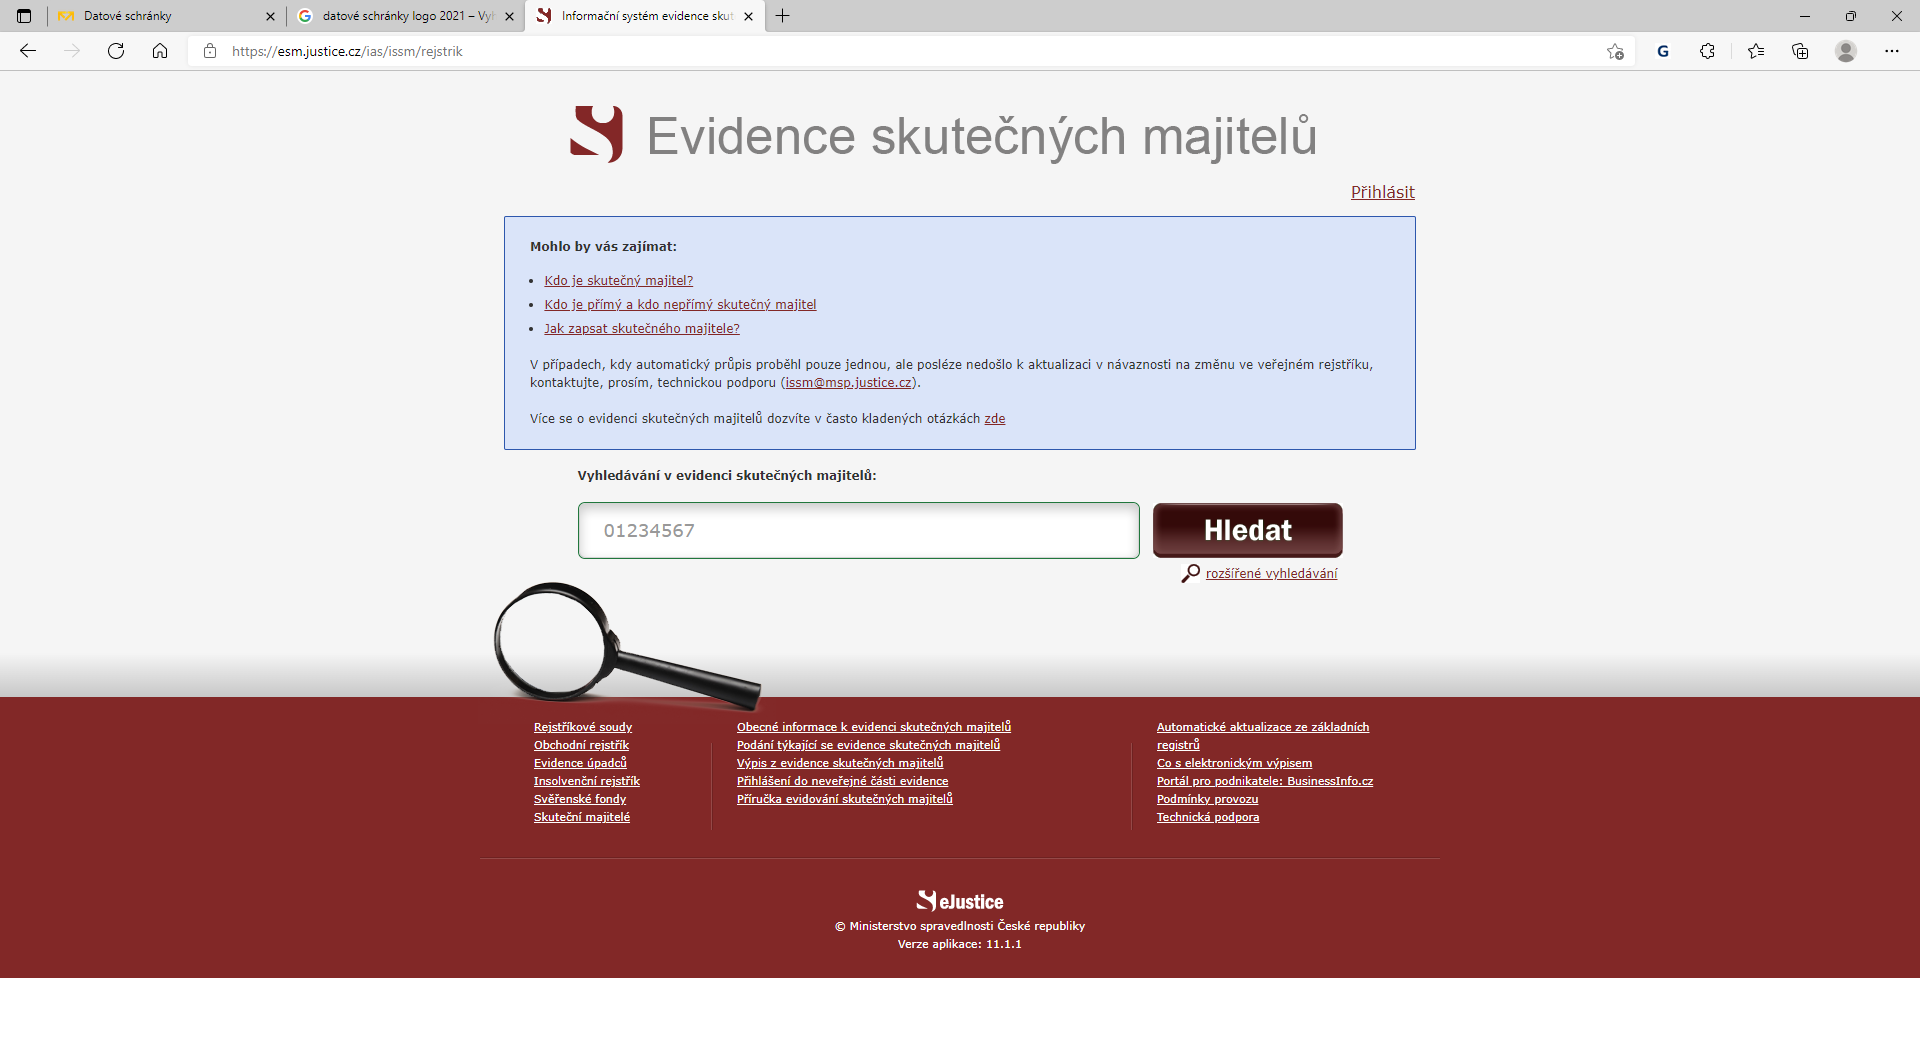 Datové schránky
datové schránky logo 2021 – Vyh
Informační systém evidence skut
https://esm.justice.cz/ias/issm/rejstrik
G
Evidence skutečných majitelů
Přihlásit
Mohlo by vás zajímat:
Kdo je skutečný majitel?
Kdo je přímý a kdo nepřímý skutečný majitel
Jak zapsat skutečného majitele?
V případech, kdy automatický průpis proběhl pouze jednou, ale posléze nedošlo k aktualizaci v návaznosti na změnu ve veřejném rejstříku,
kontaktujte, prosím, technickou podporu (issm@msp.justice.cz).
Více se o evidenci skutečných majitelů dozvíte v často kladených otázkách zde
Vyhledávání v evidenci skutečných majitelů:
01234567
Hledat
rozšířené vyhledávání
Rejstříkové soudy
Obchodní rejstřík
Evidence úpadců
Insolvenční rejstřík
Svěřenské fondy
Skuteční majitelé
Obecné informace k evidenci skutečných majitelů
Podání týkající se evidence skutečných majitelů
Výpis z evidence skutečných majitelů
Přihlášení do neveřejné části evidence
Příručka evidování skutečných majitelů
Automatické aktualizace ze základních
registrů
Co s elektronickým výpisem
Portál pro podnikatele: BusinessInfo.cz
Podmínky provozu
Technická podpora
eJustice
© Ministerstvo spravedlnosti České republiky
Verze aplikace: 11.1.1